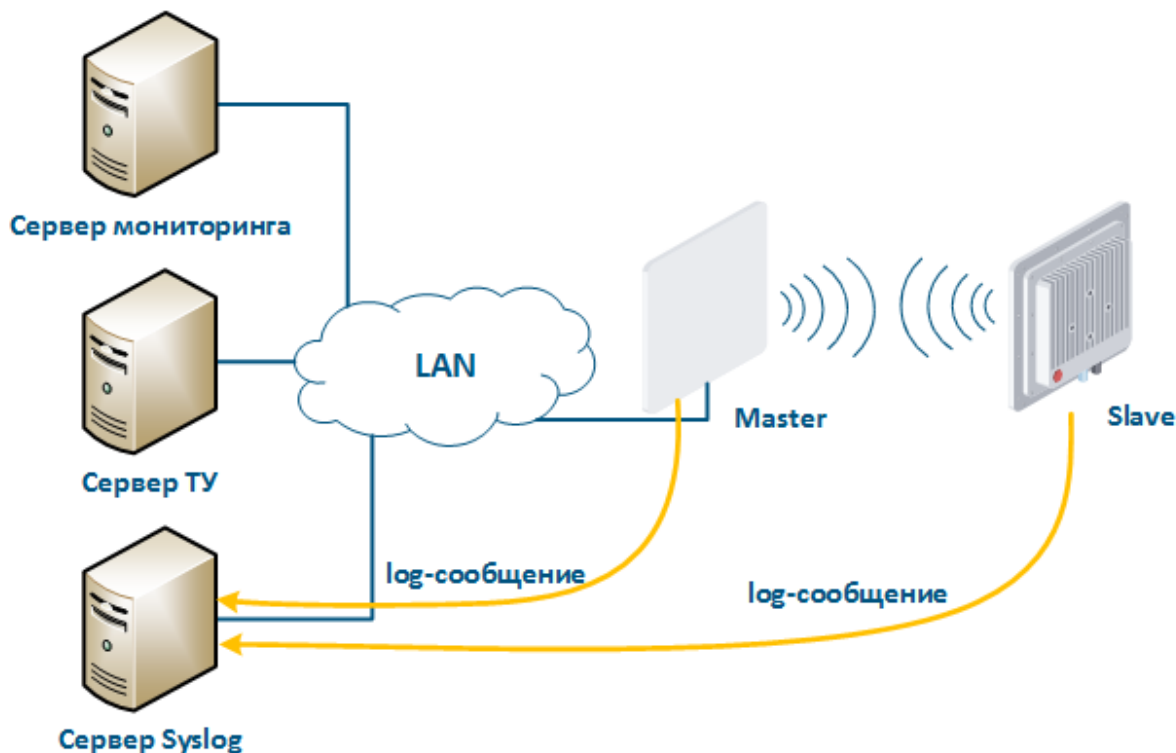 Сервер мониторинга
LAN
Master
Slave
Сервер ТУ
log-сообщение
log-сообщение
Сервер Syslog